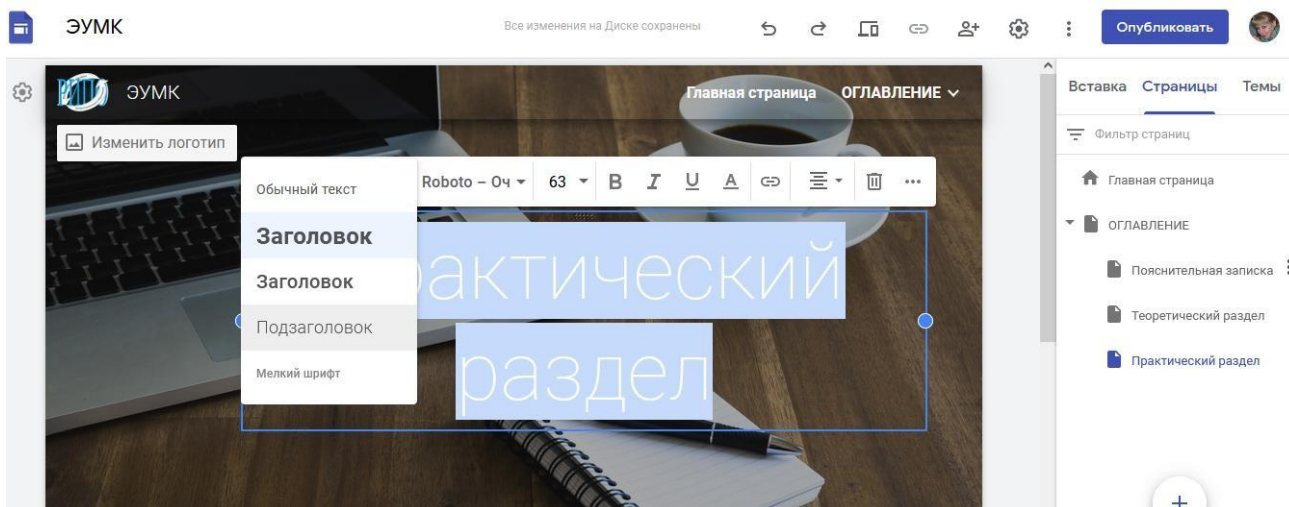 ЭУМК
Все изменения на Диске сохранены
Опубликовать
ЭУМК
Главная страница ОГЛАВЛЕНИЕ
Изменить логотип
Обычный текст
Заголовок
Заголовок
Подзаголовок
Мелкий шрифт
Roboto – Оч 63 B I U A
рактический
раздел
Вставка Страницы Темы
Фильтр страниц
Главная страница
ОГЛАВЛЕНИЕ
Пояснительная записка
Теоретический раздел
Практический раздел